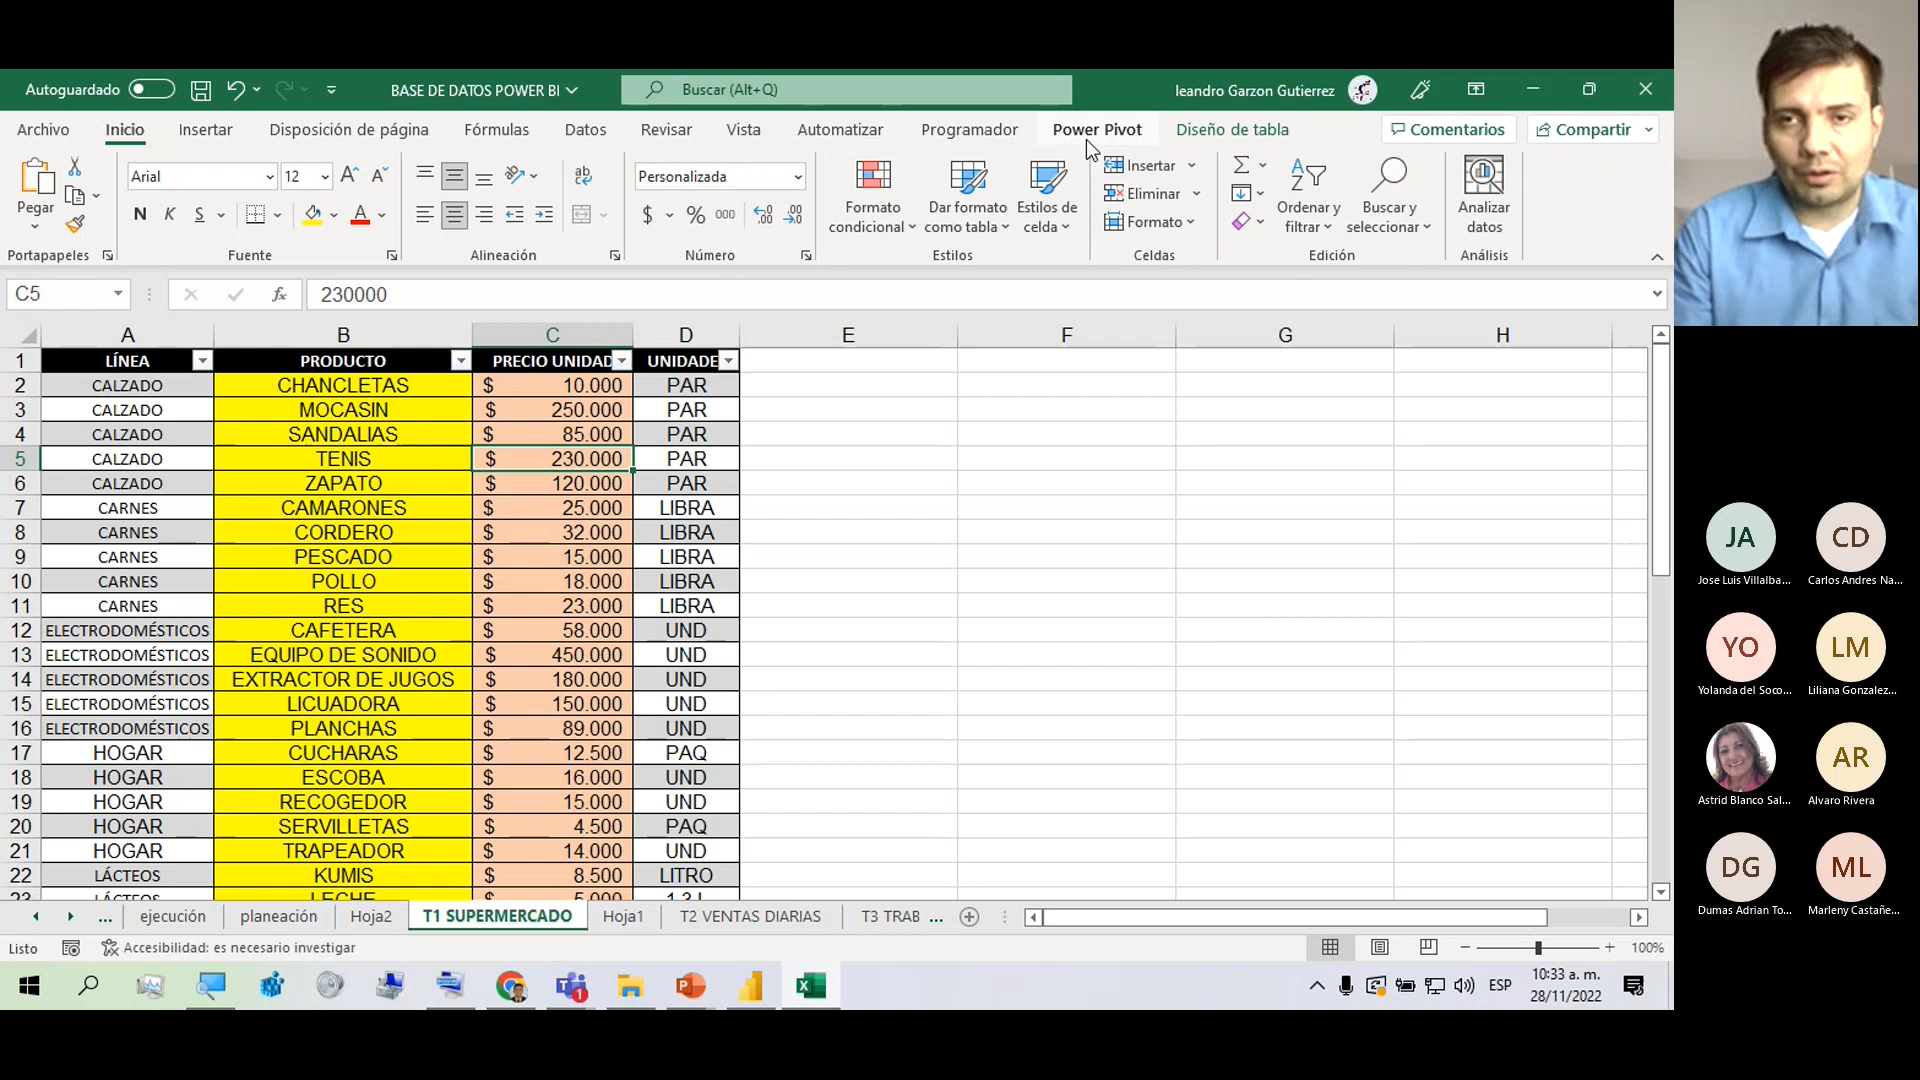 Autoguardado
BASE DE DATOS POWER BI
Buscar (Alt+Q)
leandro Garzon Gutierrez
Archivo Inicio Insertar Disposición de página Fórmulas Datos Revisar Vista Automatizar Programador Power Pivot Diseño de tabla Comentarios Compartir
Pegar
Arial 12
N K S
ab
Personalizada
$ % 000
Formato condicional
Dar formato como tabla
Estilos de celda
Insertar
Eliminar
Formato
Ordenar y filtrar
Buscar y seleccionar
Analizar datos
Portapapeles Fuente Alineación Número Estilos Celdas Edición Análisis
C5 fx 230000
A B C D E F G H
1 LÍNEA PRODUCTO PRECIO UNIDAD UNIDADE
2 CALZADO CHANCLETAS $ 10.000 PAR
3 CALZADO MOCASIN $ 250.000 PAR
4 CALZADO SANDALIAS $ 85.000 PAR
5 CALZADO TENIS $ 230.000 PAR
6 CALZADO ZAPATO $ 120.000 PAR
7 CARNES CAMARONES $ 25.000 LIBRA
8 CARNES CORDERO $ 32.000 LIBRA
9 CARNES PESCADO $ 15.000 LIBRA
10 CARNES POLLO $ 18.000 LIBRA
11 CARNES RES $ 23.000 LIBRA
12 ELECTRODOMÉSTICOS CAFETERA $ 58.000 UND
13 ELECTRODOMÉSTICOS EQUIPO DE SONIDO $ 450.000 UND
14 ELECTRODOMÉSTICOS EXTRACTOR DE JUGOS $ 180.000 UND
15 ELECTRODOMÉSTICOS LICUADORA $ 150.000 UND
16 ELECTRODOMÉSTICOS PLANCHAS $ 89.000 UND
17 HOGAR CUCHARAS $ 12.500 PAQ
18 HOGAR ESCOBA $ 16.000 UND
19 HOGAR RECOGEDOR $ 15.000 UND
20 HOGAR SERVILLETAS $ 4.500 PAQ
21 HOGAR TRAPEADOR $ 14.000 UND
22 LÁCTEOS KUMIS $ 8.500 LITRO
23 LÁCTEOS LECHE $ 5.000
... ejecución planeación Hoja2 T1 SUPERMERCADO Hoja1 T2 VENTAS DIARIAS T3 TRAB ...
Listo Accesibilidad: es necesario investigar 100%
ESP 10:33 a. m.
28/11/2022
JA CD
Jose Luis Villalba... Carlos Andres Na...
YO LM
Yolanda del Soco... Liliana Gonzalez...
AR
Astrid Blanco Sal... Alvaro Rivera
DG ML
Dumas Adrian To... Marleny Castañe...